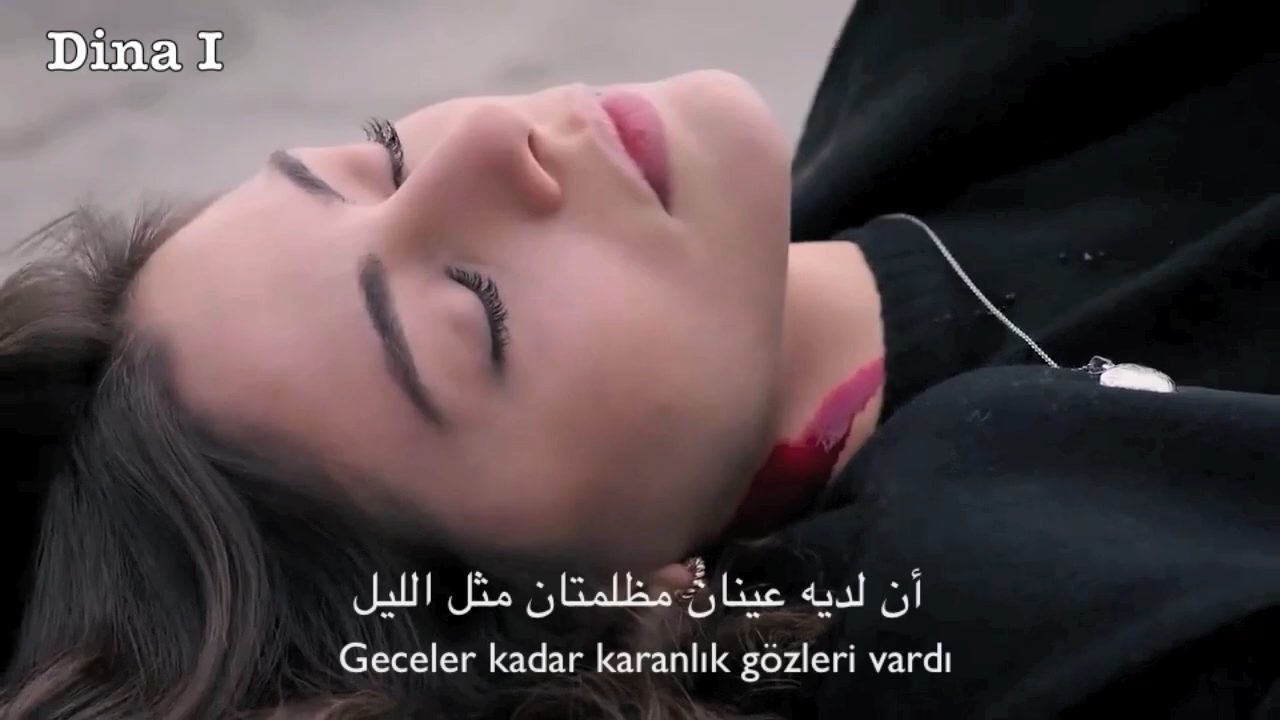 Dina I
أن لديه عينان مظلمتان مثل الليل
Geceler kadar karanlık gözleri vardı